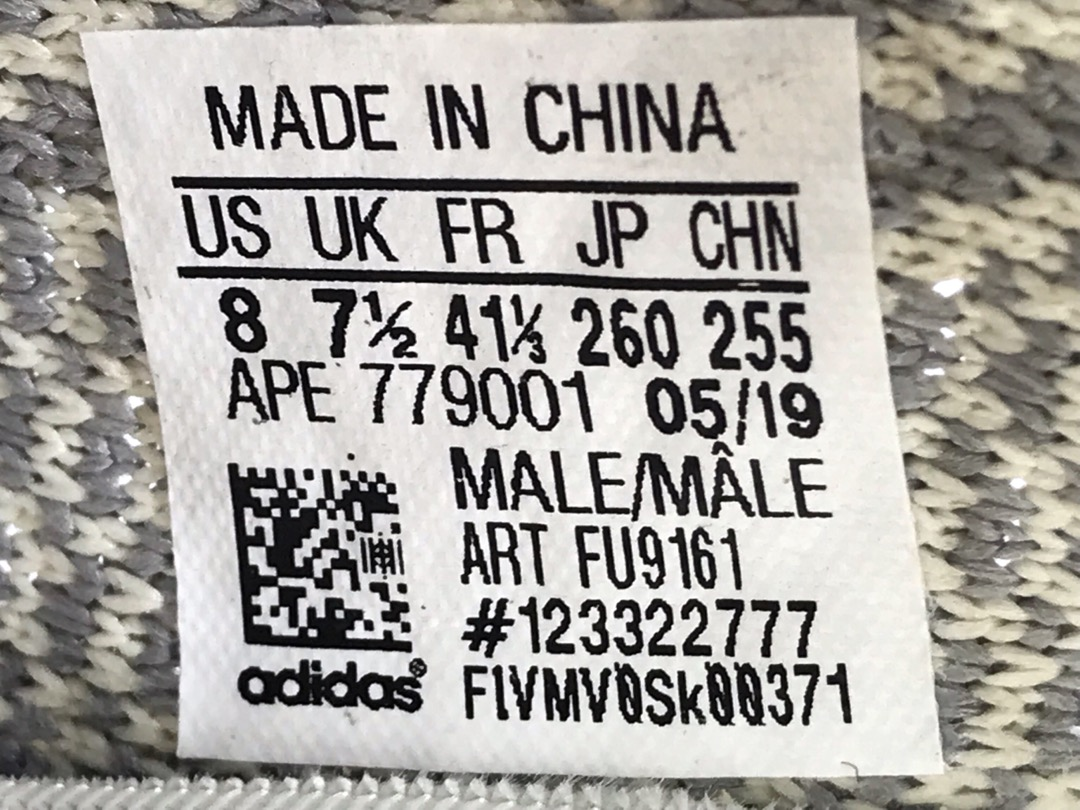 MADE IN CHINA
US UK FR JP CHN
8 7½ 41⅓ 260 255
APE 779001 05/19
MALE/MÂLE
ART FU9161
#123322777
adidas®
F1VMV0Sk00371